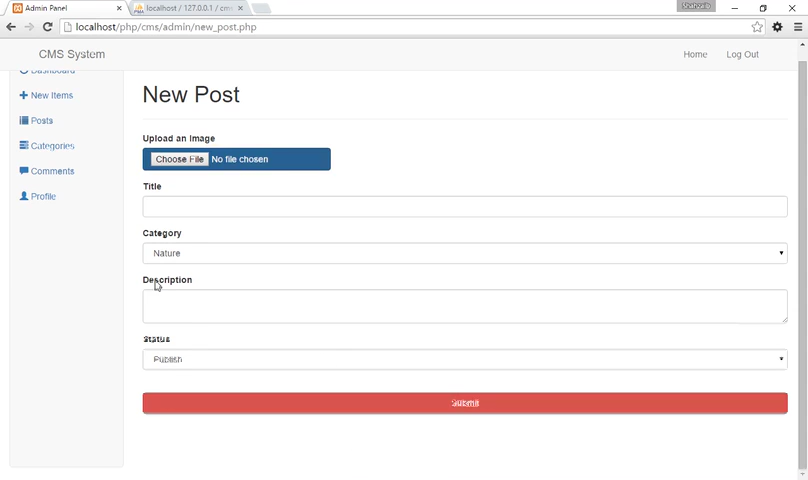 Admin Panel
localhost / 127.0.0.1 / cms
Shahzaib
localhost/php/cms/admin/new_post.php
CMS System
Home
Log Out
Dashboard
New Items
Posts
Categories
Comments
Profile
New Post
Upload an Image
Choose File No file chosen
Title
Category
Nature
Description
Status
Publish
Submit